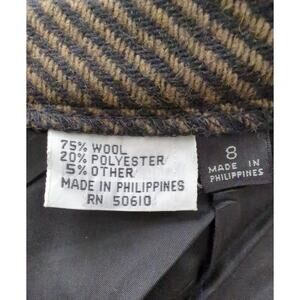 75% WOOL
20% POLYESTER
5% OTHER
MADE IN PHILIPPINES
RN 50610
8
MADE IN
PHILIPPINES